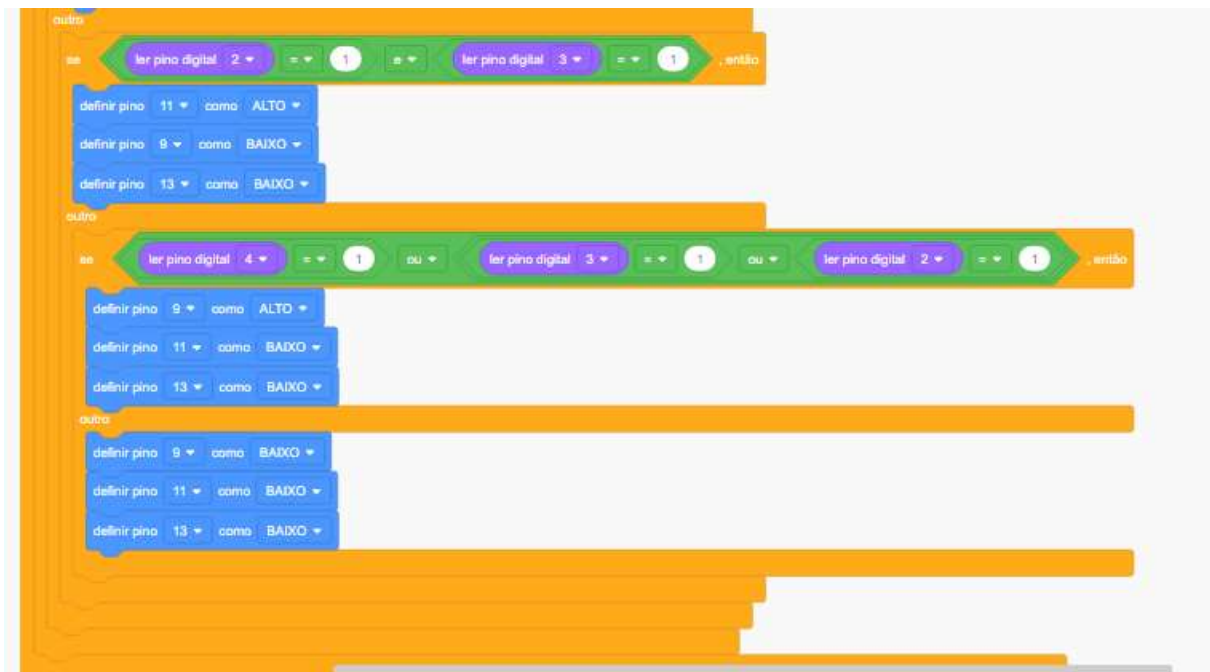 outro
se ler pino digital 2 = 1 e ler pino digital 3 = 1 , então
definir pino 11 como ALTO
definir pino 9 como BAIXO
definir pino 13 como BAIXO
outro
se ler pino digital 4 = 1 ou ler pino digital 3 = 1 ou ler pino digital 2 = 1 , então
definir pino 9 como ALTO
definir pino 11 como BAIXO
definir pino 13 como BAIXO
outro
definir pino 9 como BAIXO
definir pino 11 como BAIXO
definir pino 13 como BAIXO